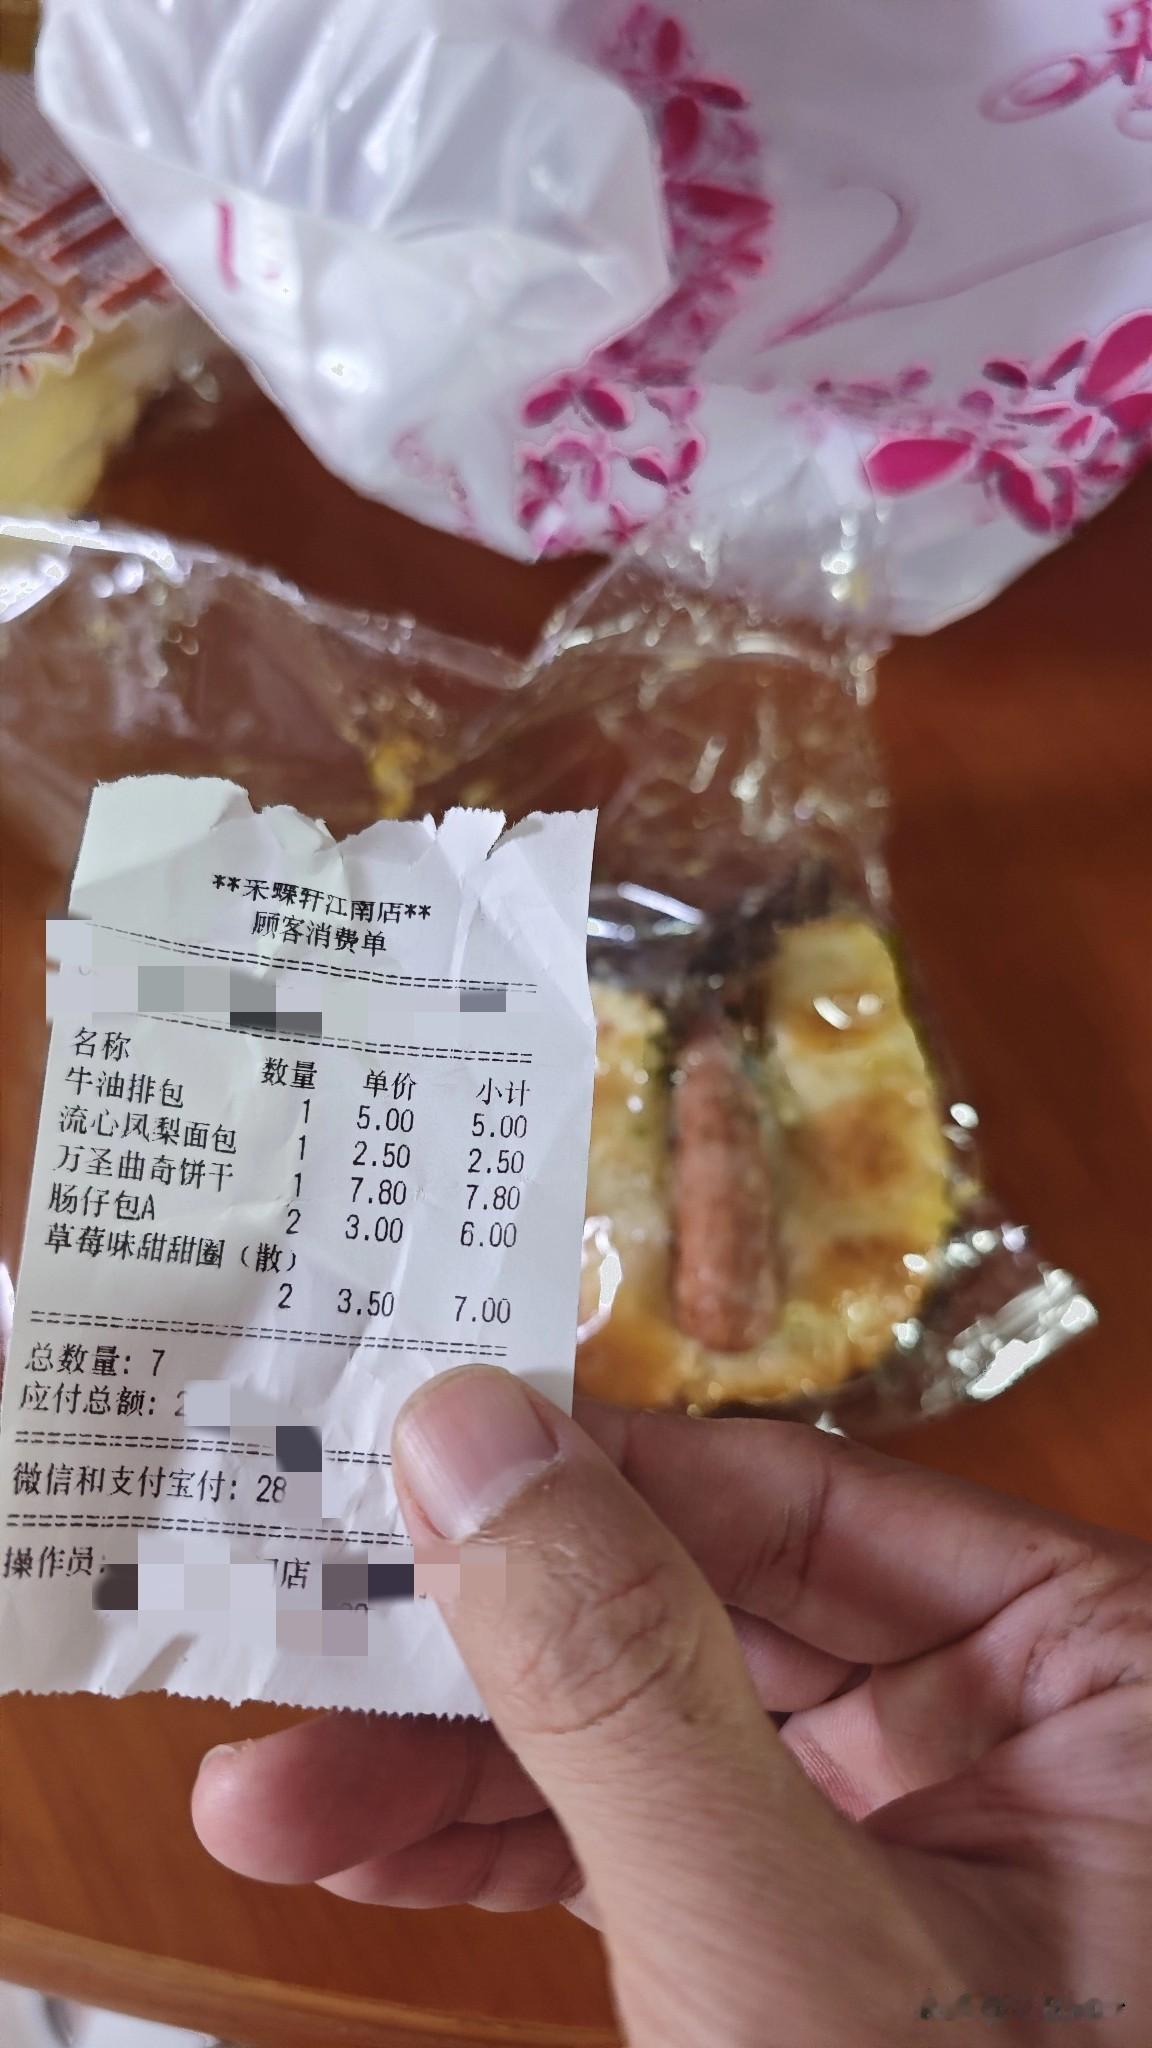 **采蝶轩江南店**
顾客消费单
名称 数量 单价 小计
牛油排包 1 5.00 5.00
流心凤梨面包 1 2.50 2.50
万圣曲奇饼干 1 7.80 7.80
肠仔包A 2 3.00 6.00
草莓味甜甜圈（散）
2 3.50 7.00
总数量: 7
应付总额: 2
微信和支付宝付: 28
操作员:
店